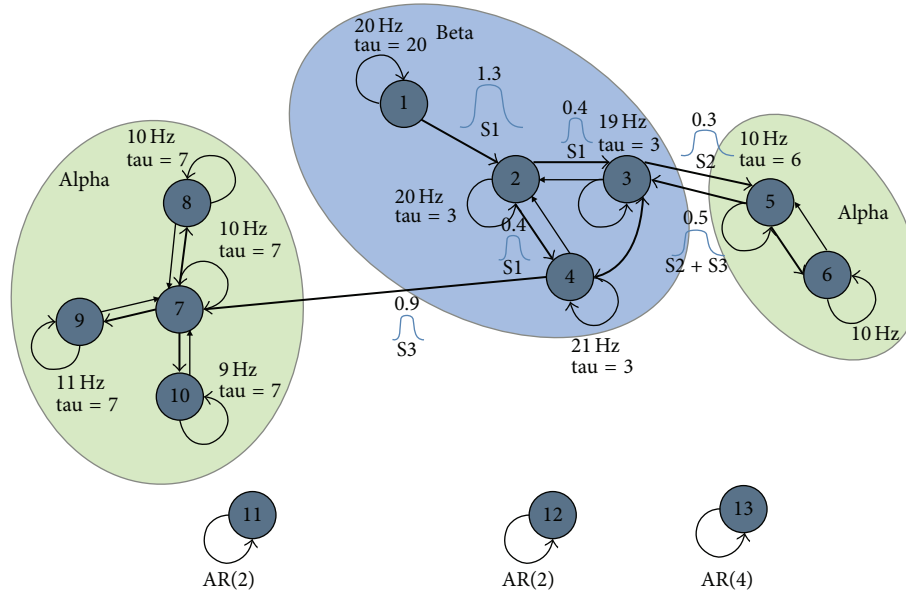 20 Hz
tau = 20
Beta
1
1.3
S1
0.4
S1
19 Hz
tau = 3
0.3
S2
10 Hz
tau = 6
Alpha
10 Hz
tau = 7
Alpha
8
2
3
5
20 Hz
tau = 3
10 Hz
tau = 7
0.4
S1
0.5
S2 + S3
4
6
7
9
0.9
S3
10 Hz
21 Hz
tau = 3
11 Hz
tau = 7
10
9 Hz
tau = 7
11
AR(2)
12
AR(2)
13
AR(4)